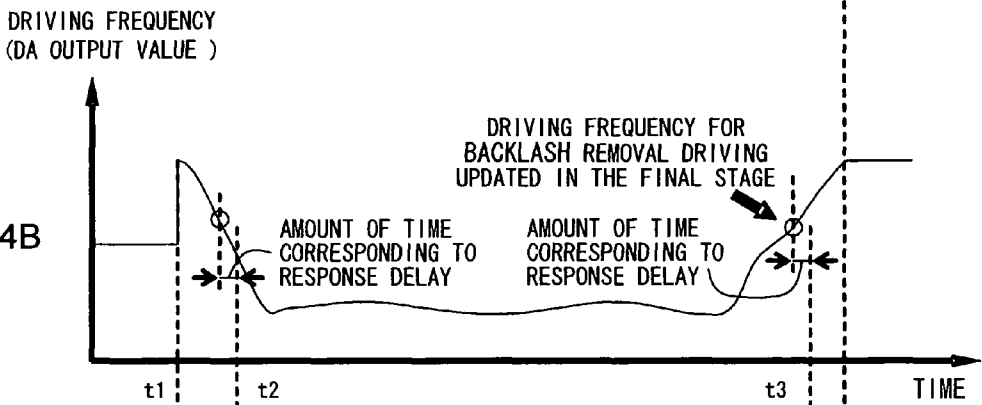 DRIVING FREQUENCY
(DA OUTPUT VALUE )
DRIVING FREQUENCY FOR
BACKLASH REMOVAL DRIVING
UPDATED IN THE FINAL STAGE
4B
AMOUNT OF TIME
CORRESPONDING TO
RESPONSE DELAY
AMOUNT OF TIME
CORRESPONDING TO
RESPONSE DELAY
t1
t2
t3
TIME